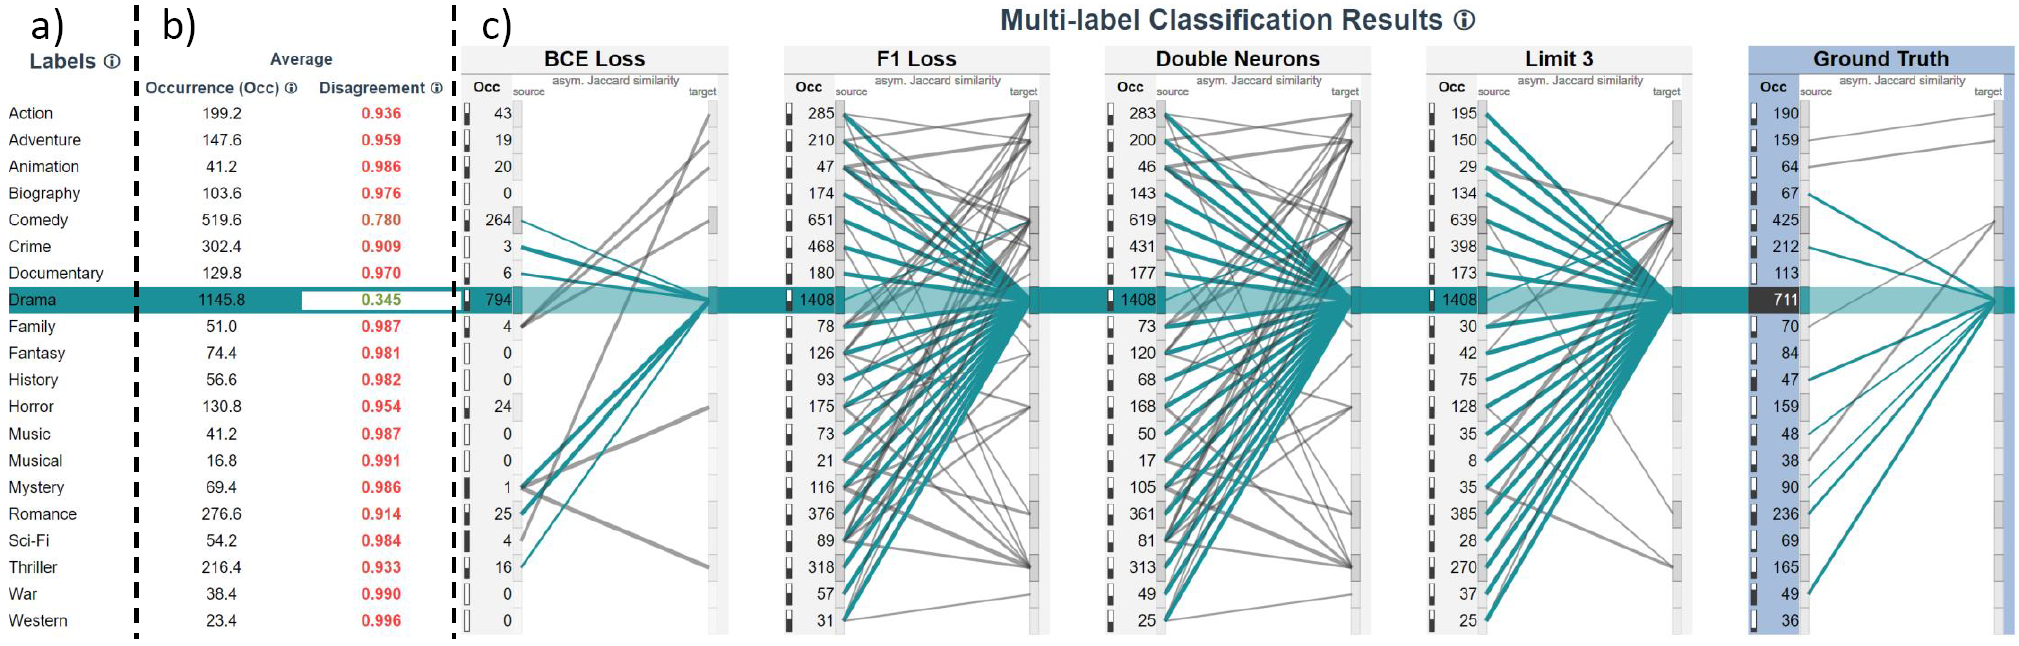 a) b) c) Multi-label Classification Results ⓘ
Labels ⓘ Average BCE Loss F1 Loss Double Neurons Limit 3 Ground Truth
Occurrence (Occ) ⓘ Disagreement ⓘ Occ source asym. Jaccard similarity target Occ source asym. Jaccard similarity target Occ source asym. Jaccard similarity target Occ source asym. Jaccard similarity target Occ source asym. Jaccard similarity target
Action 199.2 0.936 43 285 283 195 190
Adventure 147.6 0.959 19 210 200 150 159
Animation 41.2 0.986 20 47 46 29 64
Biography 103.6 0.976 0 174 143 134 67
Comedy 519.6 0.780 264 651 619 639 425
Crime 302.4 0.909 3 468 431 398 212
Documentary 129.8 0.970 6 180 177 173 113
Drama 1145.8 0.345 794 1408 1408 1408 711
Family 51.0 0.987 4 78 73 30 70
Fantasy 74.4 0.981 0 126 120 42 84
History 56.6 0.982 0 93 68 75 47
Horror 130.8 0.954 24 175 168 128 159
Music 41.2 0.987 0 73 50 35 48
Musical 16.8 0.991 0 21 17 8 38
Mystery 69.4 0.986 1 116 105 35 90
Romance 276.6 0.914 25 376 361 385 236
Sci-Fi 54.2 0.984 4 89 81 28 69
Thriller 216.4 0.933 16 318 313 270 165
War 38.4 0.990 0 57 49 37 49
Western 23.4 0.996 0 31 25 25 36